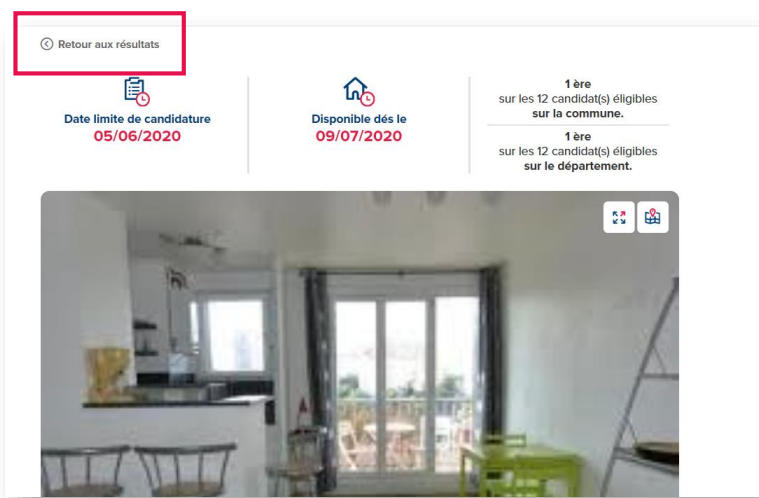 Retour aux résultats
Date limite de candidature
05/06/2020
Disponible dés le
09/07/2020
1 ère
sur les 12 candidat(s) éligibles
sur la commune.
1 ère
sur les 12 candidat(s) éligibles
sur le département.